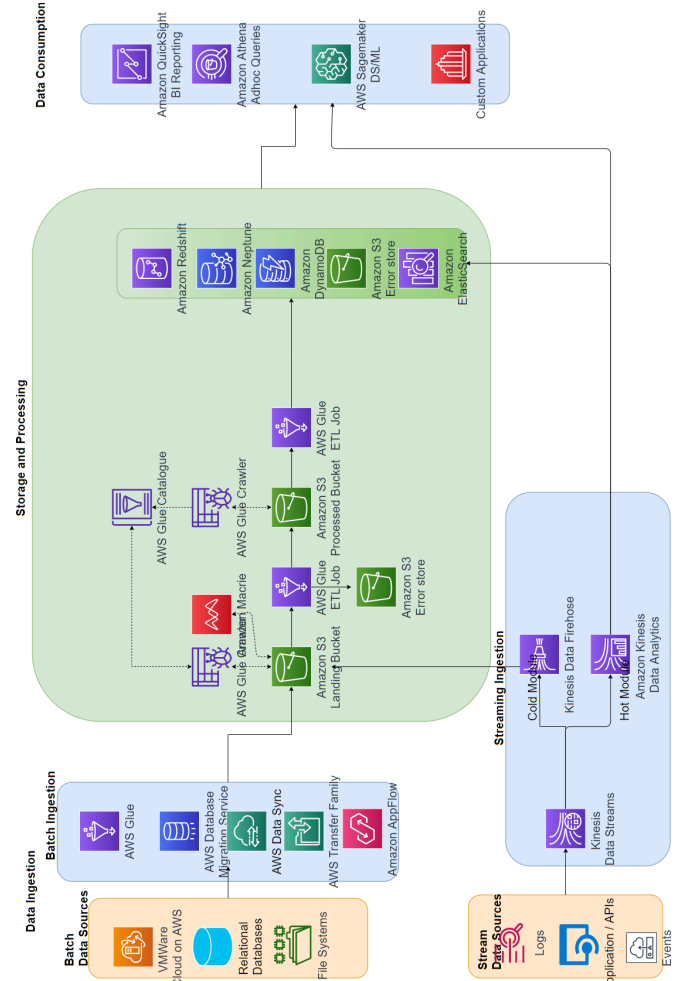 Data Ingestion
Batch
Data Sources
VMWare
Cloud on AWS
Relational
Databases
File Systems
Batch Ingestion
AWS Glue
AWS Database
Migration Service
AWS Data Sync
AWS Transfer Family
Amazon AppFlow
Storage and Processing
AWS Glue Catalogue
AWS Glue Crawler
Amazon Macrie
AWS Glue Crawler
Amazon S3
Landing Bucket
AWS Glue
ETL Job
Amazon S3
Processed Bucket
AWS Glue
ETL Job
Amazon S3
Error store
Amazon Redshift
Amazon Neptune
Amazon
DynamoDB
Amazon S3
Error store
Amazon
ElasticSearch
Data Consumption
Amazon QuickSight
BI Reporting
Amazon Athena
Adhoc Queries
AWS Sagemaker
DS/ML
Custom Applications
Stream
Data Sources
Logs
Application / APIs
Events
Streaming Ingestion
Kinesis
Data Streams
Cold Module
Kinesis Data Firehose
Hot Module
Amazon Kinesis
Data Analytics